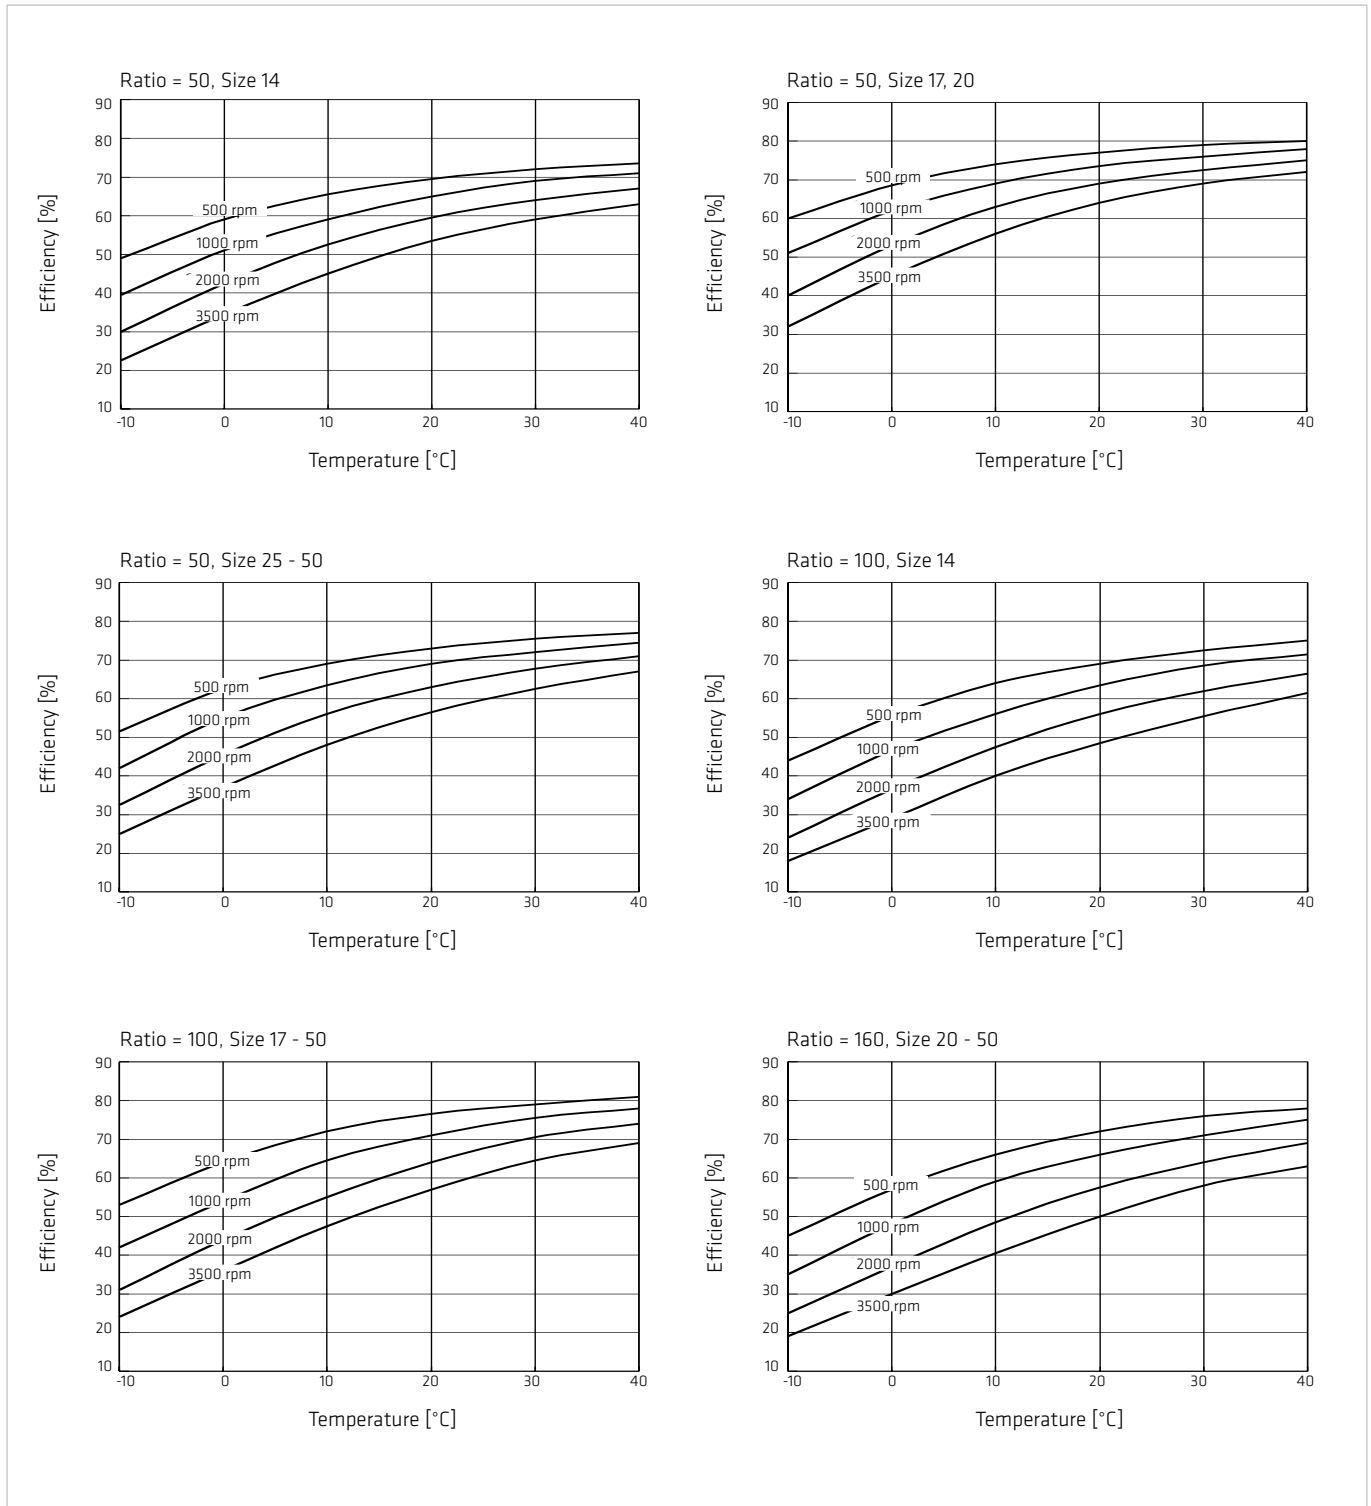 Ratio = 50, Size 14
90
80
70
60
50
40
30
20
10
Efficiency [%]
500 rpm
1000 rpm
2000 rpm
3500 rpm
-10 0 10 20 30 40
Temperature [°C]
Ratio = 50, Size 17, 20
90
80
70
60
50
40
30
20
10
Efficiency [%]
500 rpm
1000 rpm
2000 rpm
3500 rpm
-10 0 10 20 30 40
Temperature [°C]
Ratio = 50, Size 25 - 50
90
80
70
60
50
40
30
20
10
Efficiency [%]
500 rpm
1000 rpm
2000 rpm
3500 rpm
-10 0 10 20 30 40
Temperature [°C]
Ratio = 100, Size 14
90
80
70
60
50
40
30
20
10
Efficiency [%]
500 rpm
1000 rpm
2000 rpm
3500 rpm
-10 0 10 20 30 40
Temperature [°C]
Ratio = 100, Size 17 - 50
90
80
70
60
50
40
30
20
10
Efficiency [%]
500 rpm
1000 rpm
2000 rpm
3500 rpm
-10 0 10 20 30 40
Temperature [°C]
Ratio = 160, Size 20 - 50
90
80
70
60
50
40
30
20
10
Efficiency [%]
500 rpm
1000 rpm
2000 rpm
3500 rpm
-10 0 10 20 30 40
Temperature [°C]